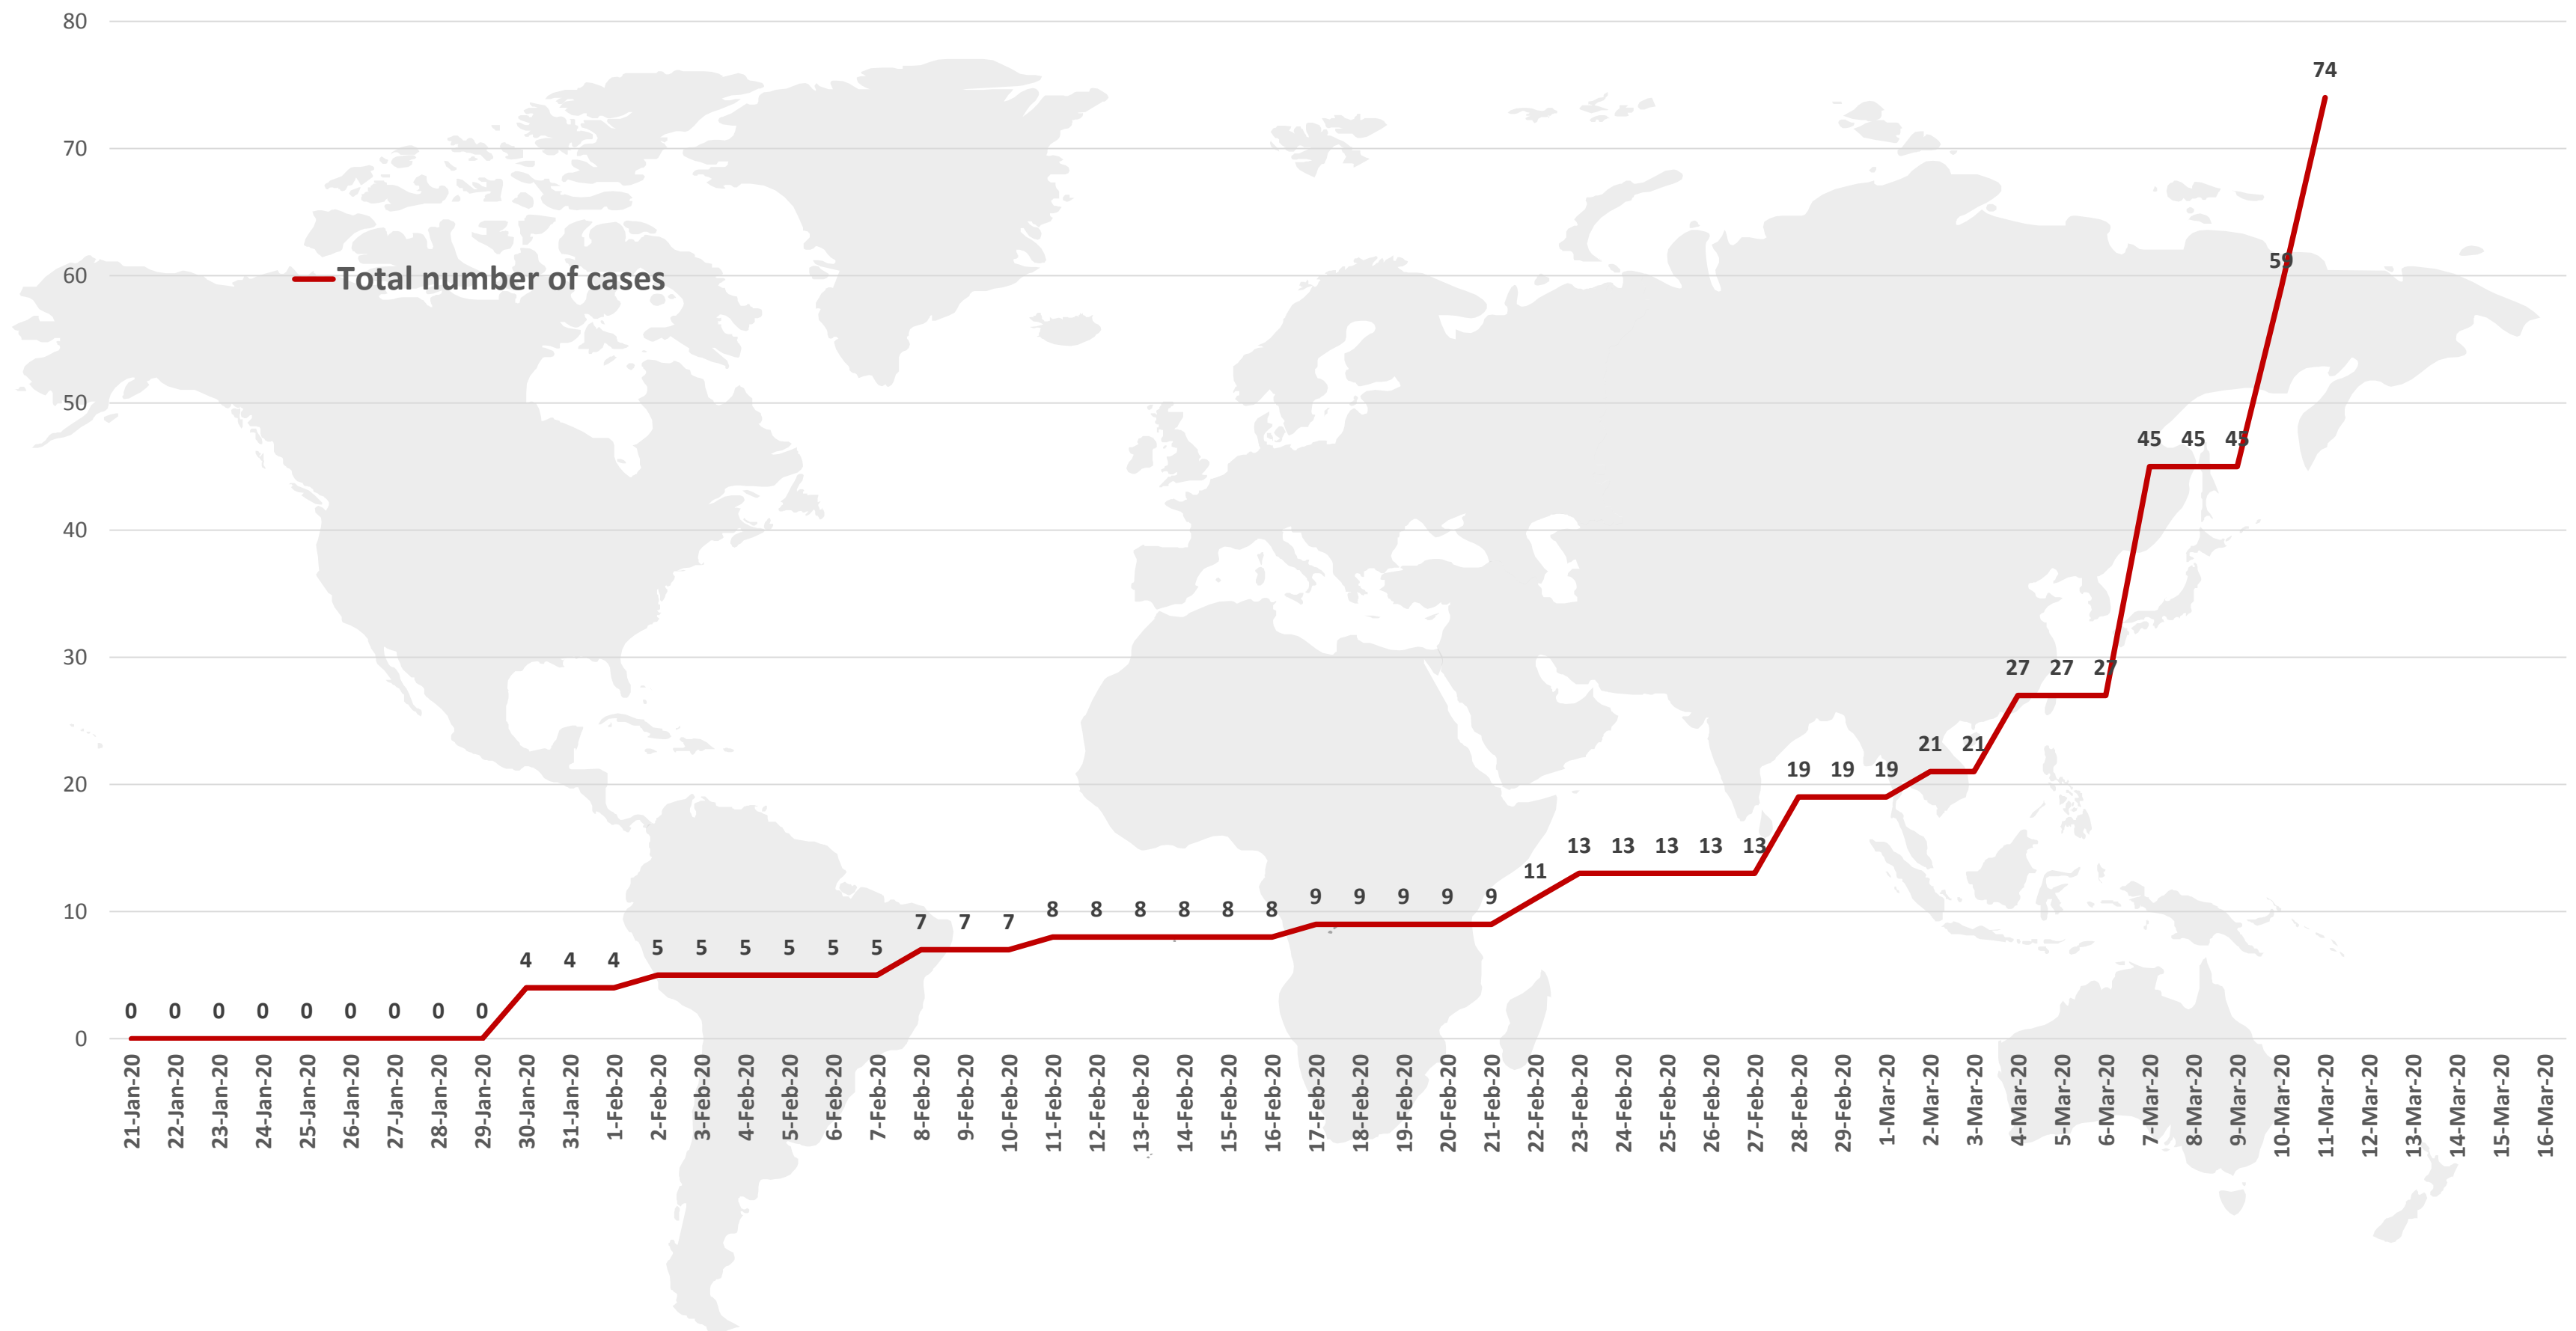 80
70
60
50
40
30
20
10
0
Total number of cases
0 0 0 0 0 0 0 0 0 4 4 4 5 5 5 5 5 5 7 7 7 8 8 8 8 8 8 9 9 9 9 9 11 13 13 13 13 13 19 19 19 21 21 27 27 27 45 45 45 59 74
21-Jan-20
22-Jan-20
23-Jan-20
24-Jan-20
25-Jan-20
26-Jan-20
27-Jan-20
28-Jan-20
29-Jan-20
30-Jan-20
31-Jan-20
1-Feb-20
2-Feb-20
3-Feb-20
4-Feb-20
5-Feb-20
6-Feb-20
7-Feb-20
8-Feb-20
9-Feb-20
10-Feb-20
11-Feb-20
12-Feb-20
13-Feb-20
14-Feb-20
15-Feb-20
16-Feb-20
17-Feb-20
18-Feb-20
19-Feb-20
20-Feb-20
21-Feb-20
22-Feb-20
23-Feb-20
24-Feb-20
25-Feb-20
26-Feb-20
27-Feb-20
28-Feb-20
29-Feb-20
1-Mar-20
2-Mar-20
3-Mar-20
4-Mar-20
5-Mar-20
6-Mar-20
7-Mar-20
8-Mar-20
9-Mar-20
10-Mar-20
11-Mar-20
12-Mar-20
13-Mar-20
14-Mar-20
15-Mar-20
16-Mar-20